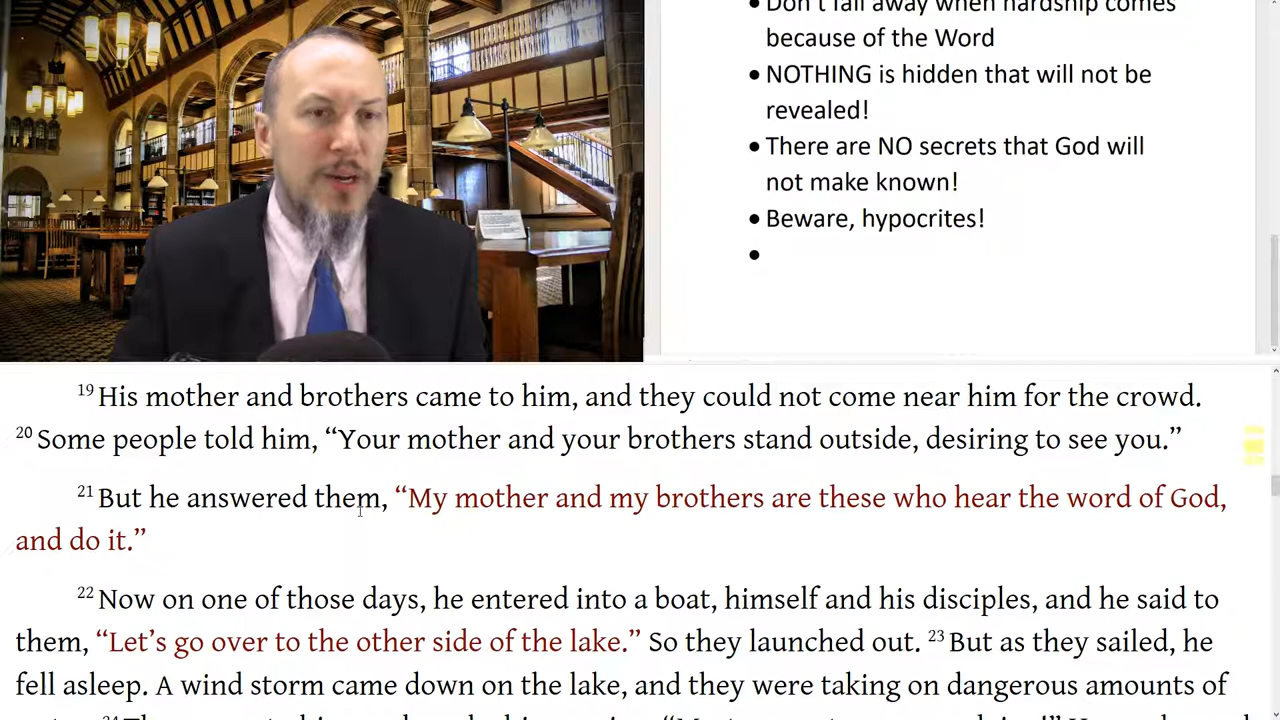 • Don't fall away when hardship comes
because of the Word
• NOTHING is hidden that will not be
revealed!
• There are NO secrets that God will
not make known!
• Beware, hypocrites!
•
19 His mother and brothers came to him, and they could not come near him for the crowd.
20 Some people told him, “Your mother and your brothers stand outside, desiring to see you.”
21 But he answered them, “My mother and my brothers are these who hear the word of God,
and do it.”
22 Now on one of those days, he entered into a boat, himself and his disciples, and he said to
them, “Let’s go over to the other side of the lake.” So they launched out. 23 But as they sailed, he
fell asleep. A wind storm came down on the lake, and they were taking on dangerous amounts of